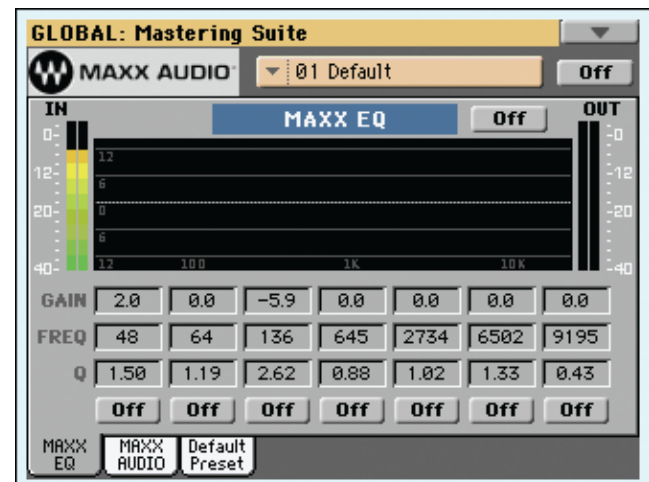 GLOBAL: Mastering Suite
MAXX AUDIO 01 Default Off
IN MAXX EQ Off OUT
0 0
12
12 12
6
20 0 20
6
40 12 100 1K 10K 40
GAIN 2.0 0.0 -5.9 0.0 0.0 0.0 0.0
FREQ 48 64 136 645 2734 6502 9195
Q 1.50 1.19 2.62 0.88 1.02 1.33 0.43
Off Off Off Off Off Off Off
MAXX EQ
MAXX AUDIO
Default Preset